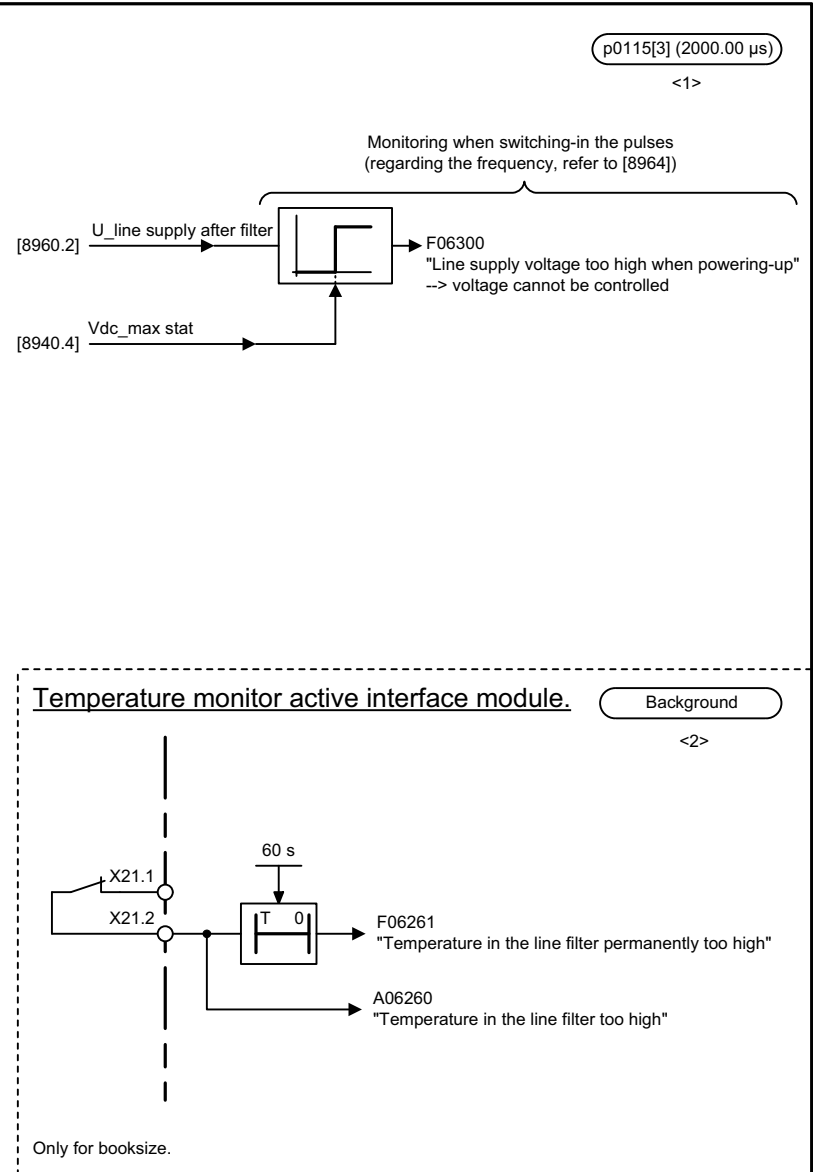 p0115[3] (2000.00 µs)
<1>
Monitoring when switching-in the pulses
(regarding the frequency, refer to [8964])
U_line supply after filter
[8960.2]
F06300
"Line supply voltage too high when powering-up"
--> voltage cannot be controlled
Vdc_max stat
[8940.4]
Temperature monitor active interface module.
Background
<2>
60 s
X21.1
X21.2
T 0
F06261
"Temperature in the line filter permanently too high"
A06260
"Temperature in the line filter too high"
Only for booksize.